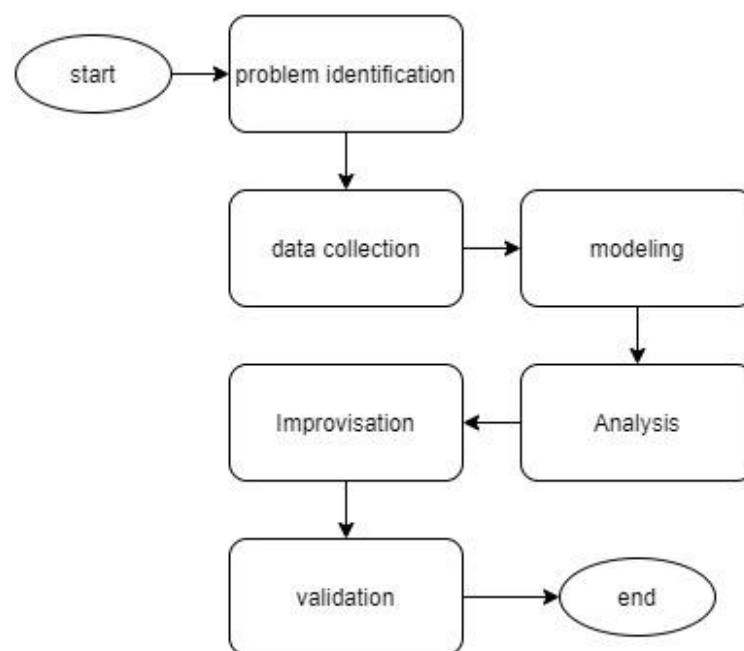 start
problem identification
data collection
modeling
Analysis
Improvisation
validation
end